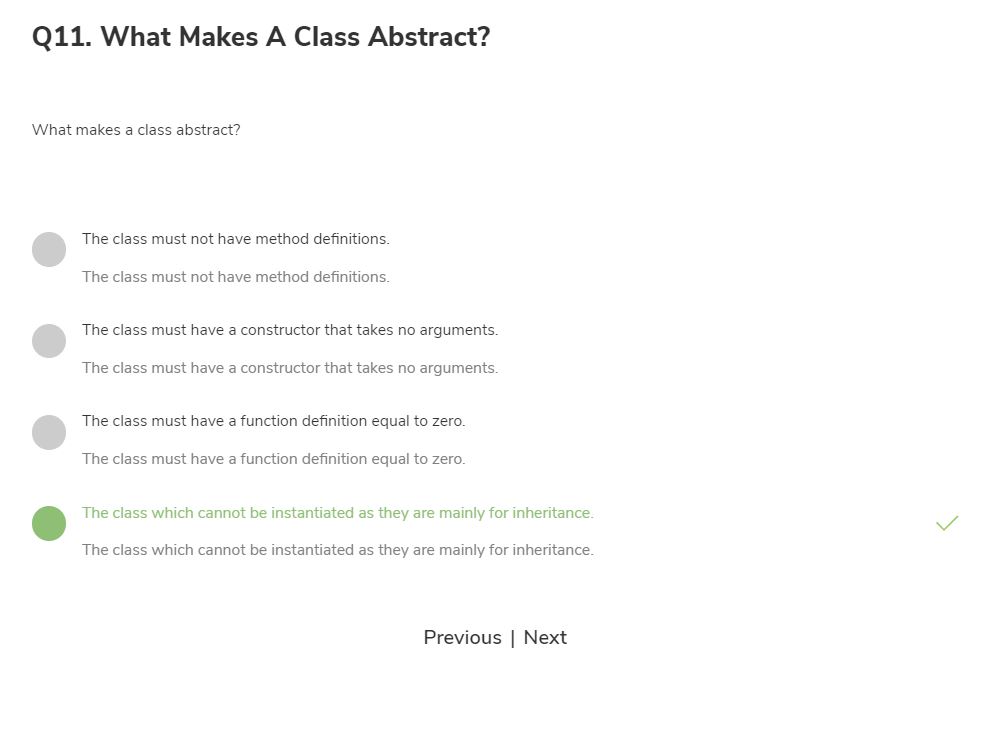 Q11. What Makes A Class Abstract?
What makes a class abstract?
The class must not have method definitions.
The class must not have method definitions.
The class must have a constructor that takes no arguments.
The class must have a constructor that takes no arguments.
The class must have a function definition equal to zero.
The class must have a function definition equal to zero.
The class which cannot be instantiated as they are mainly for inheritance.
The class which cannot be instantiated as they are mainly for inheritance.
Previous | Next